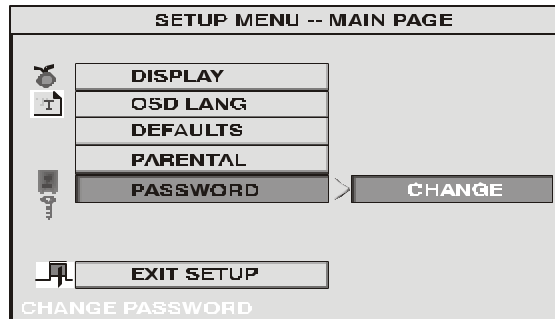 SETUP MENU -- MAIN PAGE
DISPLAY
T
OSD LANG
DEFAULTS
PARENTAL
PASSWORD > CHANGE
EXIT SETUP
CHANGE PASSWORD